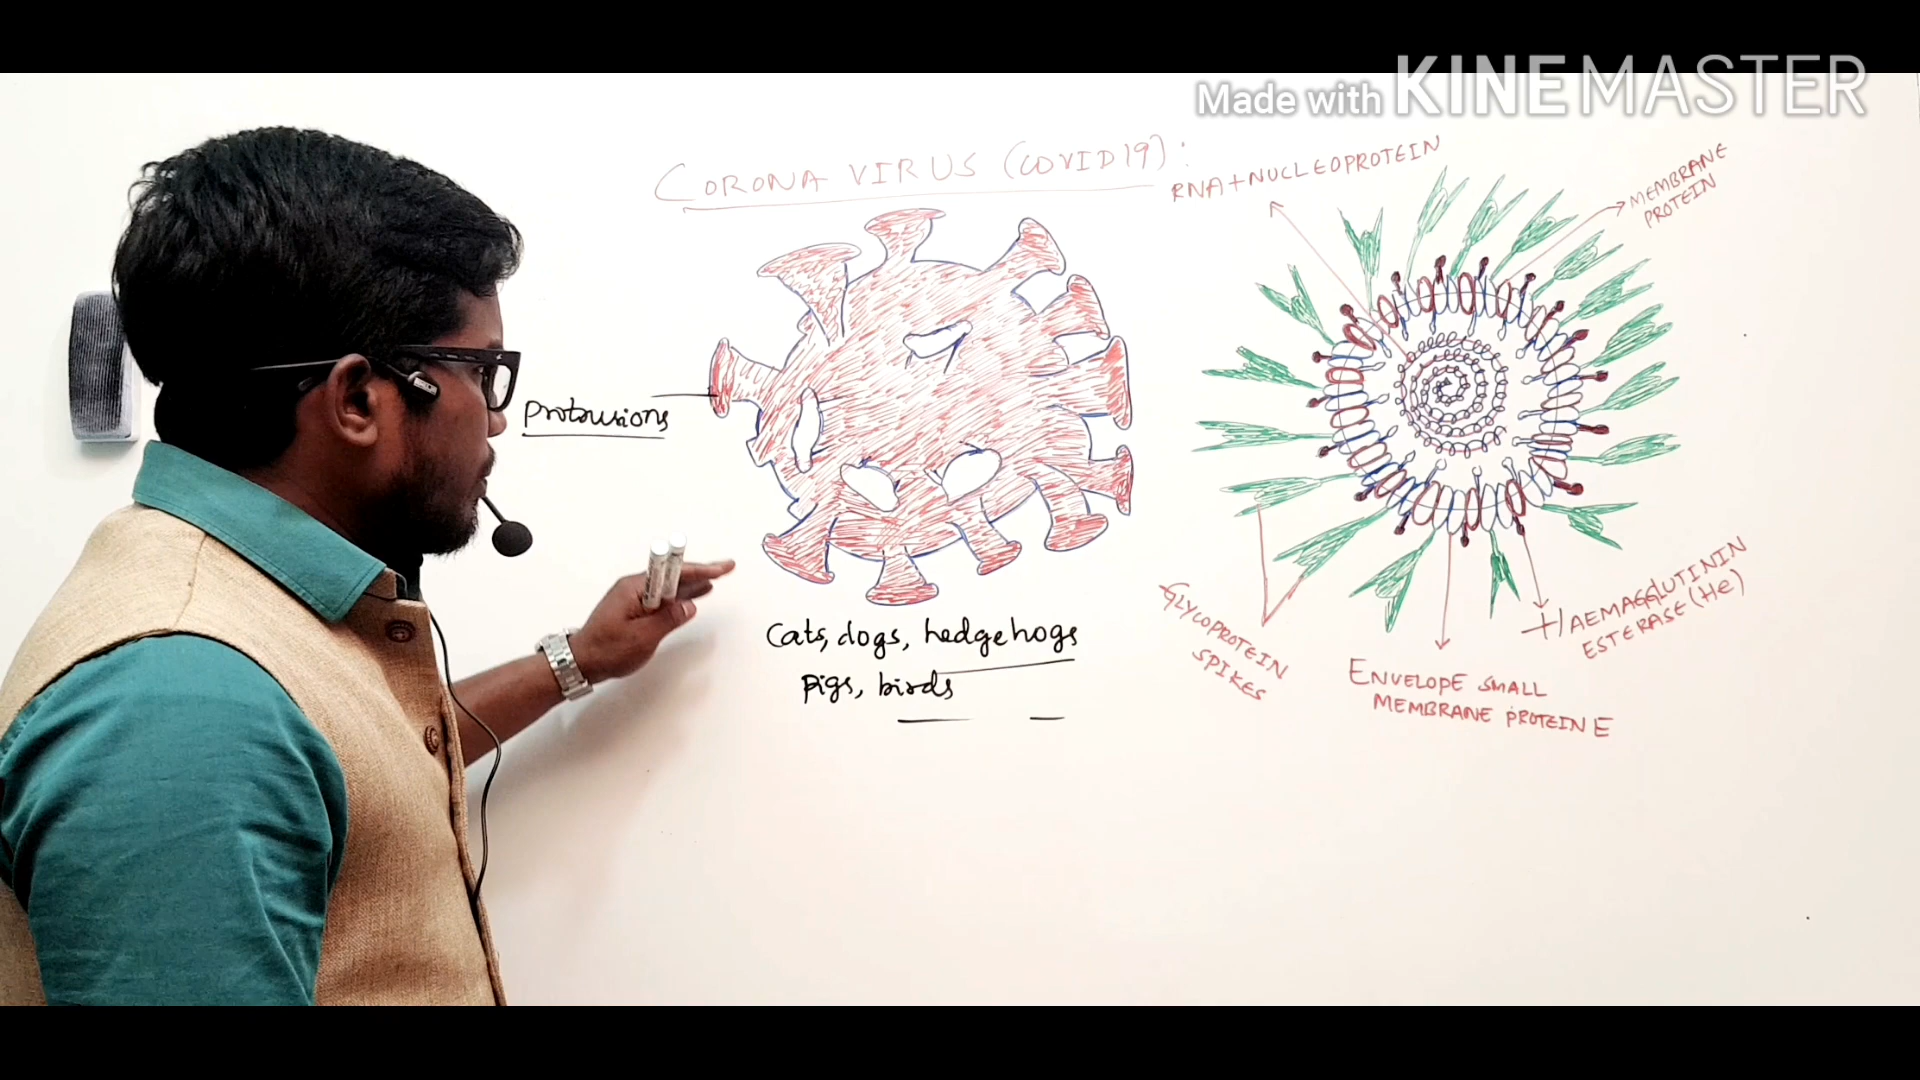 Made with KINEMASTER
CORONA VIRUS (COVID19):
RNA+NUCLEOPROTEIN
MEMBRANE
PROTEIN
Protrusions
GLYCOPROTEIN
SPIKES
HAEMAGGLUTININ
ESTERASE (He)
ENVELOPE SMALL
MEMBRANE PROTEIN E
Cats, dogs, hedgehogs
Pigs, birds